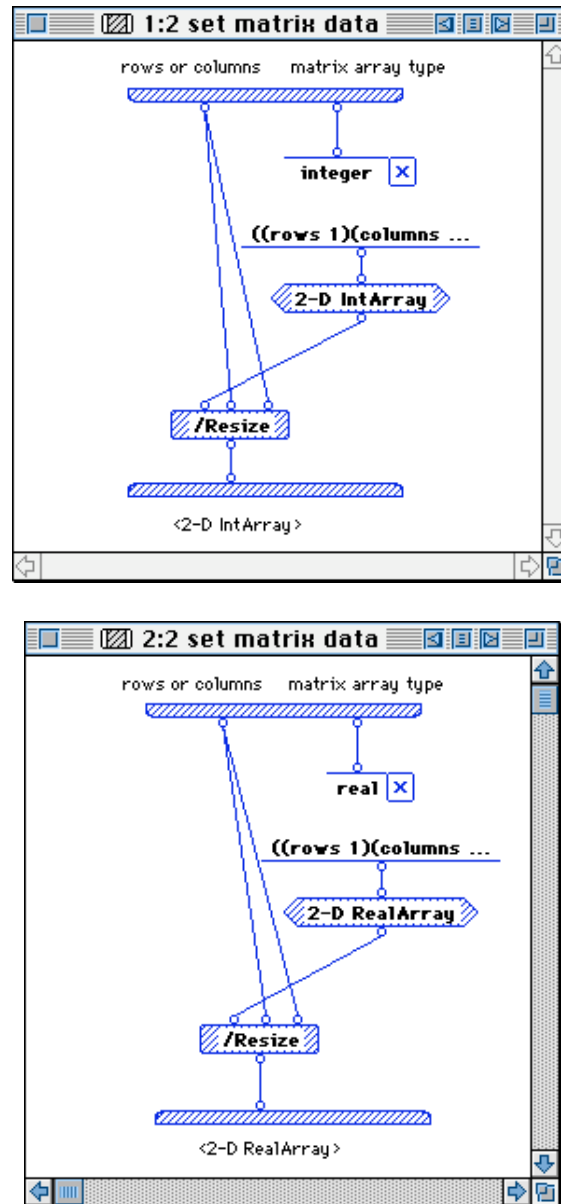 1:2 set matrix data
rows or columns matrix array type
integer
((rows 1)(columns ...
2-D IntArray
/Resize
<2-D IntArray>
2:2 set matrix data
rows or columns matrix array type
real
((rows 1)(columns ...
2-D RealArray
/Resize
<2-D RealArray>